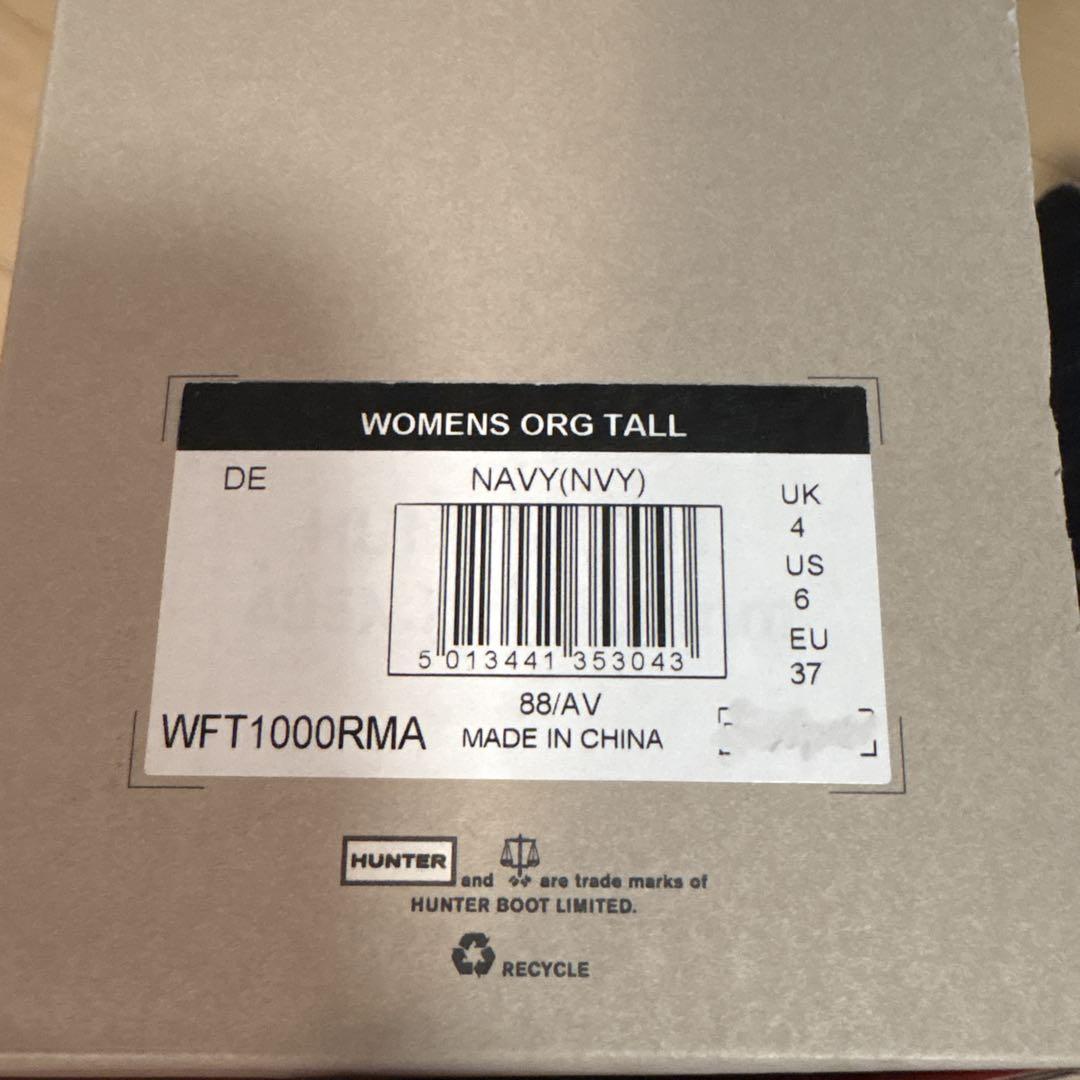 WOMENS ORG TALL
DE
NAVY(NVY)
UK
4
US
6
EU
37
5 013441 353043
88/AV
WFT1000RMA
MADE IN CHINA
HUNTER and are trade marks of
HUNTER BOOT LIMITED.
RECYCLE